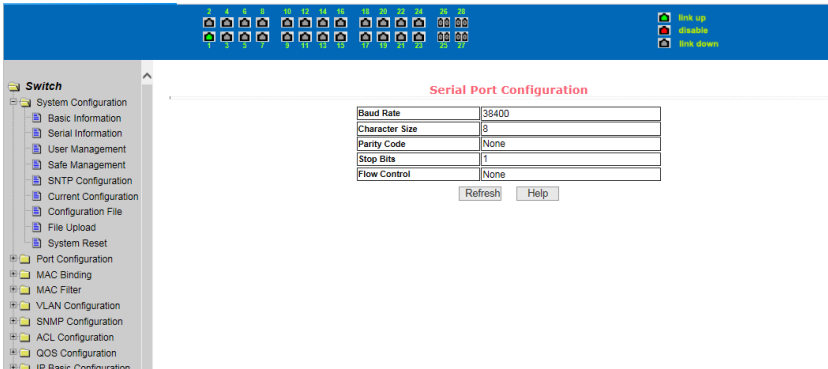 2 4 6 8 10 12 14 16 18 20 22 24 26 28
1 3 5 7 9 11 13 15 17 19 21 23 25 27
link up
disable
link down
Switch
System Configuration
Basic Information
Serial Information
User Management
Safe Management
SNTP Configuration
Current Configuration
Configuration File
File Upload
System Reset
Port Configuration
MAC Binding
MAC Filter
VLAN Configuration
SNMP Configuration
ACL Configuration
QOS Configuration
IP Basic Configuration
Serial Port Configuration
Baud Rate 38400
Character Size 8
Parity Code None
Stop Bits 1
Flow Control None
Refresh Help